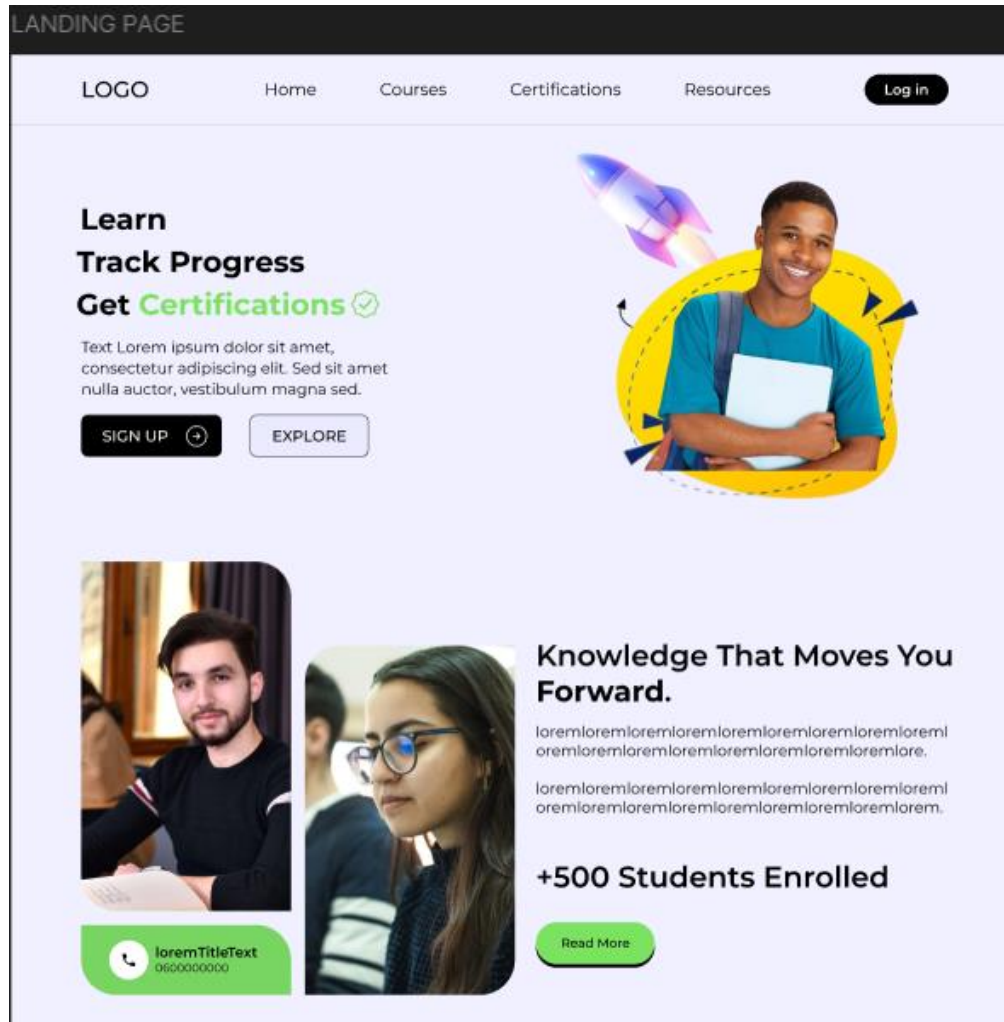 LANDING PAGE
LOGO
Home
Courses
Certifications
Resources
Log in
Learn
Track Progress
Get Certifications
Text Lorem ipsum dolor sit amet,
consectetur adipiscing elit. Sed sit amet
nulla auctor, vestibulum magna sed.
SIGN UP
EXPLORE
Knowledge That Moves You
Forward.
loremloremloremloremloremloremloremloremloreml
oremloremloremloremloremloremloremloremlore.
loremloremloremloremloremloremloremloremloreml
oremloremloremloremloremloremloremloremlorem.
+500 Students Enrolled
Read More
loremTitleText
0600000000